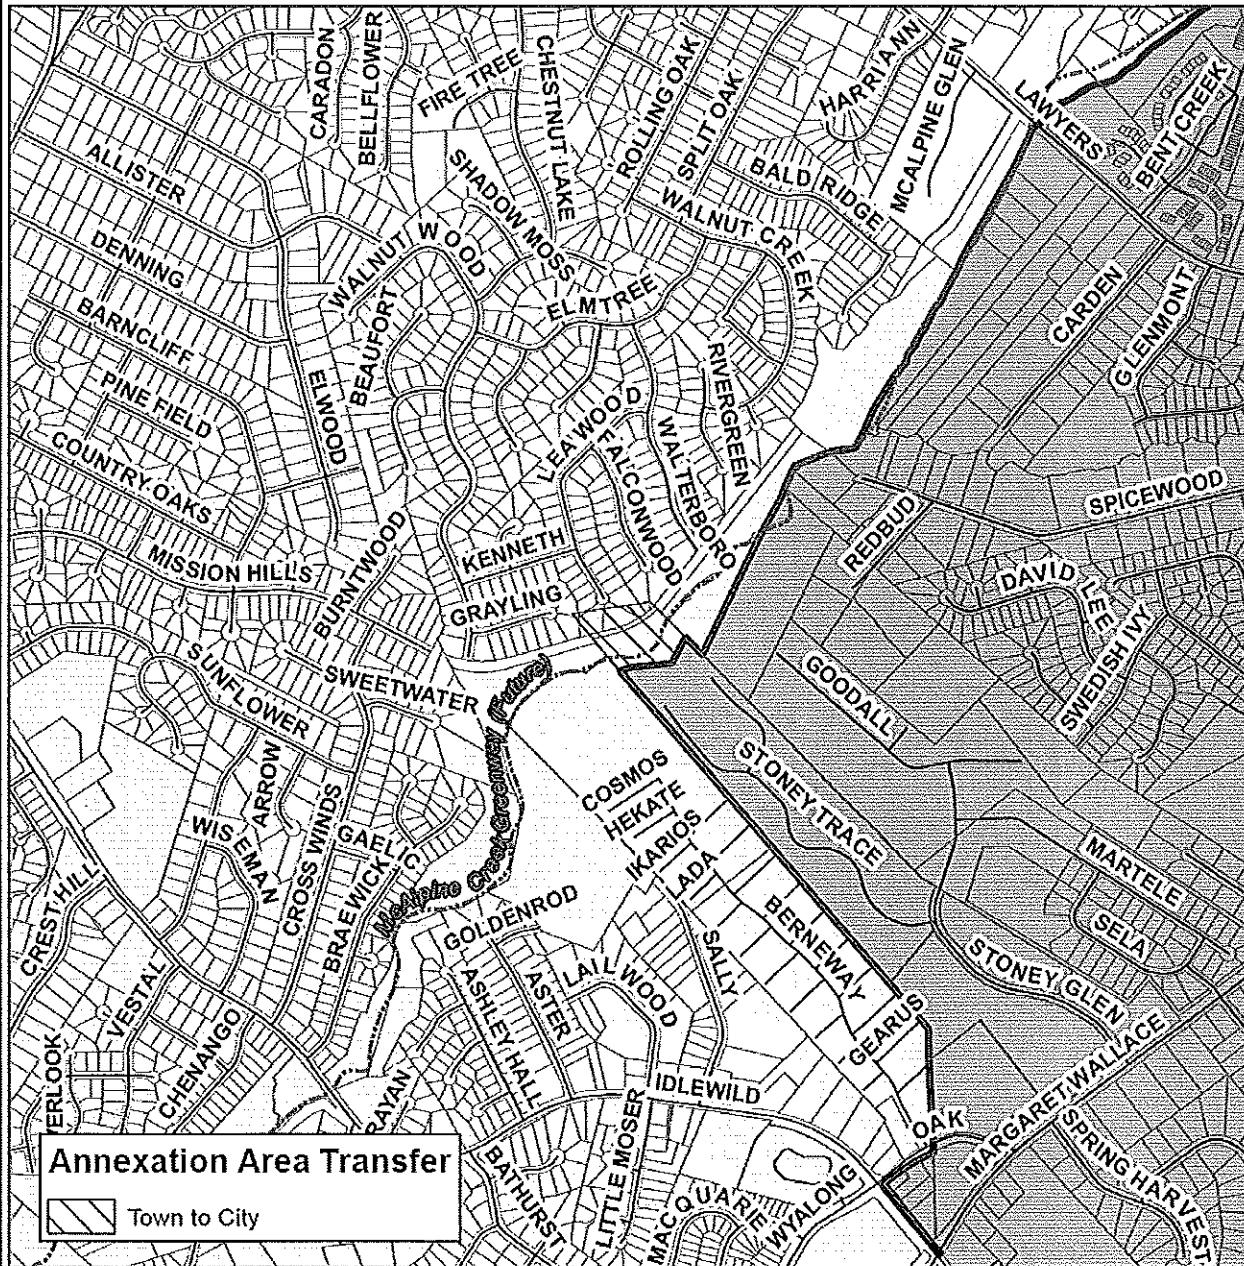 CARADON
BELLFLOWER
FIRE TREE
CHESTNUT LAKE
ROLLING OAK
SPLIT OAK
HARRI ANN
MCALPINE GLEN
LAWYERS
BENT CREEK
ALLISTER
SHADOW MOSS
BALD RIDGE
WALNUT CREEK
DENNING
WALNUT WOOD
BEAUFORT
ELMTREE
CARDEN
GLENMONT
BARNCLIFF
PINE FIELD
ELWOOD
RIVERGREEN
LEAWOOD
FALCONWOOD
WALTERBORO
COUNTRY OAKS
SPICEWOOD
REDBUD
MISSION HILLS
BURNTWOOD
KENNETH
GRAYLING
DAVID LEE
SWEDISH IVY
SUNFLOWER
SWEETWATER
McAlpine Creek Greenway (Future)
GOODALL
ARROW
COSMOS
HEKATE
IKARIOS
ADA
STONEY TRACE
WISEMAN
CROSS WINDS
GAELIC
BRAEWICK
MARTELE
CREST HILL
GOLDENROD
BERNEWAY
SELA
VESTAL
ASHLEY HALL
ASTER
LAILWOOD
SALLY
STONEY GLEN
CHENANGO
GEARUS
MARGARET WALLACE
ERLOOK
RAYAN
IDLEWILD
OAK
SPRING HARVEST
BATHURST
LITTLE MOSER
MACQUARIE
WYALONG
Annexation Area Transfer
Town to City